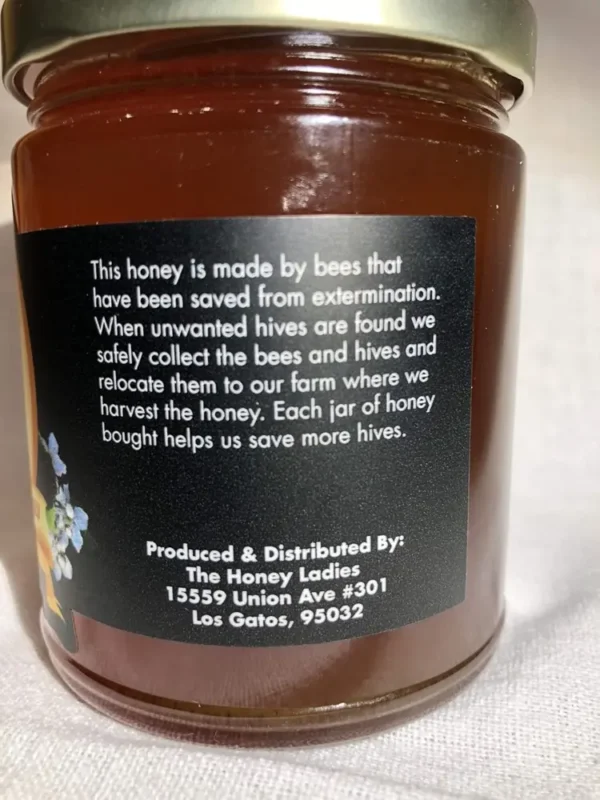 This honey is made by bees that
have been saved from extermination.
When unwanted hives are found we
safely collect the bees and hives and
relocate them to our farm where we
harvest the honey. Each jar of honey
bought helps us save more hives.
Produced & Distributed By:
The Honey Ladies
15559 Union Ave #301
Los Gatos, 95032